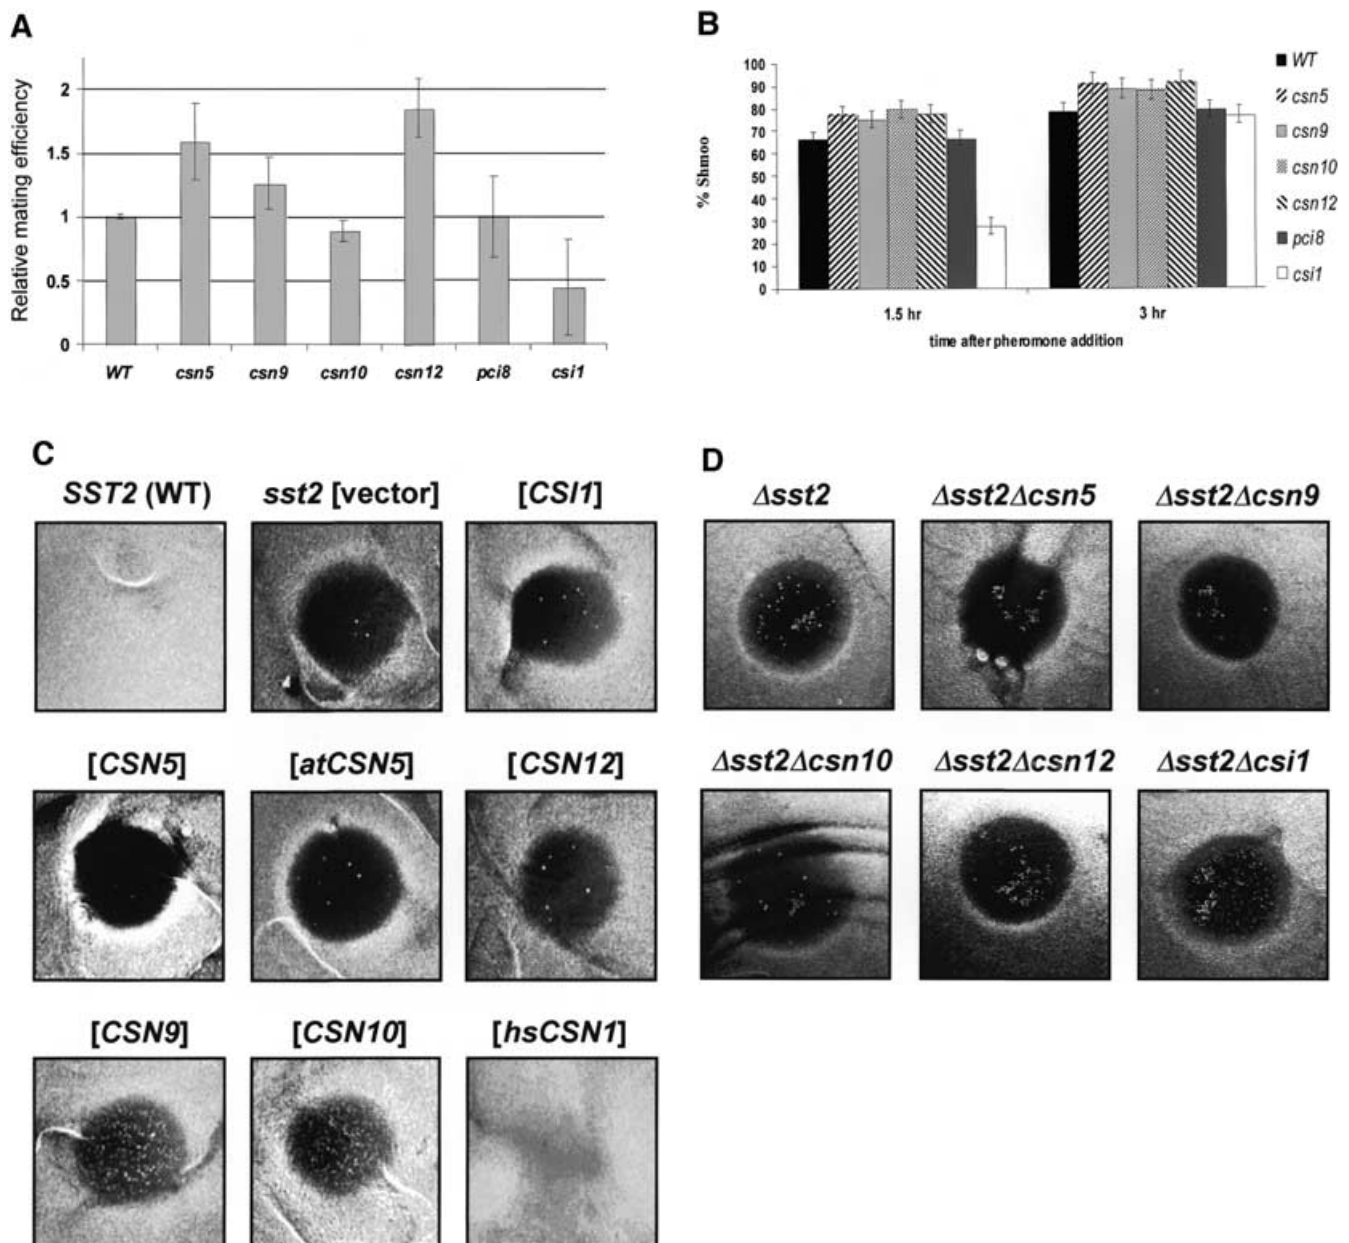 A
Relative mating efficiency
2
1.5
1
0.5
0
WT csn5 csn9 csn10 csn12 pci8 csi1
B
% Shmoo
100
90
80
70
60
50
40
30
20
10
0
1.5 hr 3 hr
time after pheromone addition
WT
csn5
csn9
csn10
csn12
pci8
csi1
C
SST2 (WT) sst2 [vector] [CSI1]
[CSN5] [atCSN5] [CSN12]
[CSN9] [CSN10] [hsCSN1]
D
Δsst2 Δsst2Δcsn5 Δsst2Δcsn9
Δsst2Δcsn10 Δsst2Δcsn12 Δsst2Δcsi1